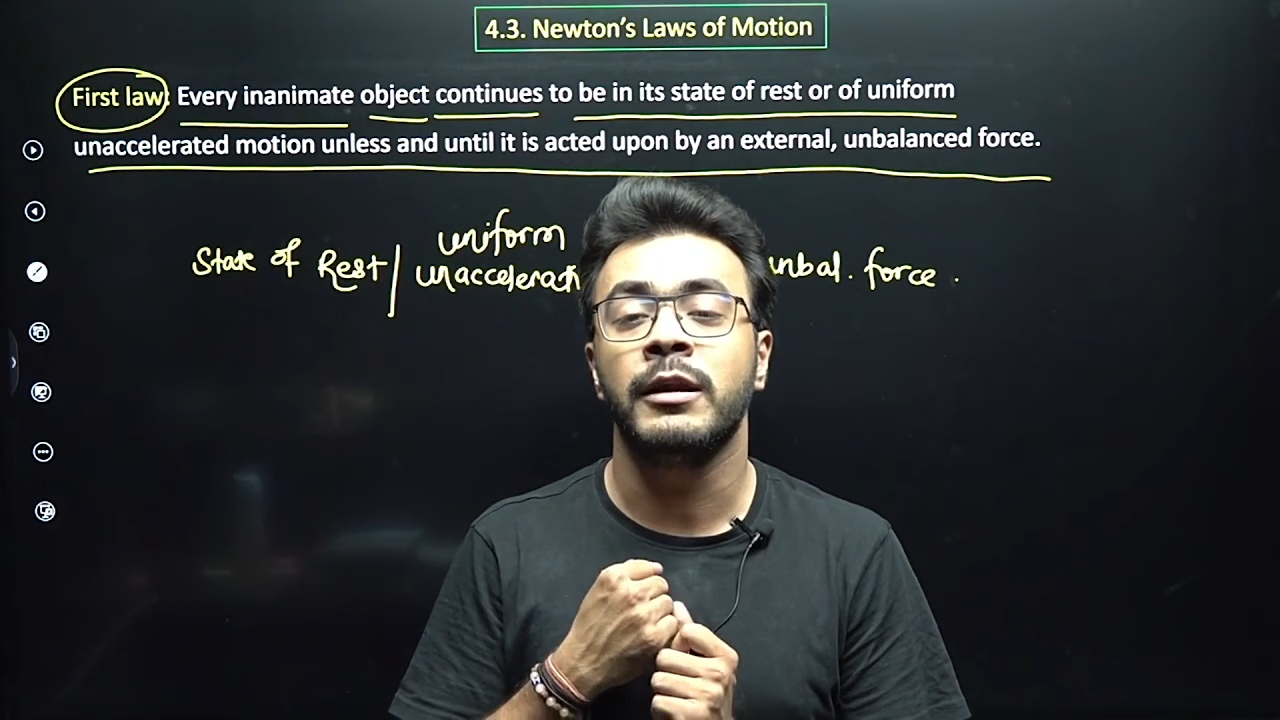 4.3. Newton's Laws of Motion
First law: Every inanimate object continues to be in its state of rest or of uniform
unaccelerated motion unless and until it is acted upon by an external, unbalanced force.
uniform
State of Rest / unaccelerati unbal. force.